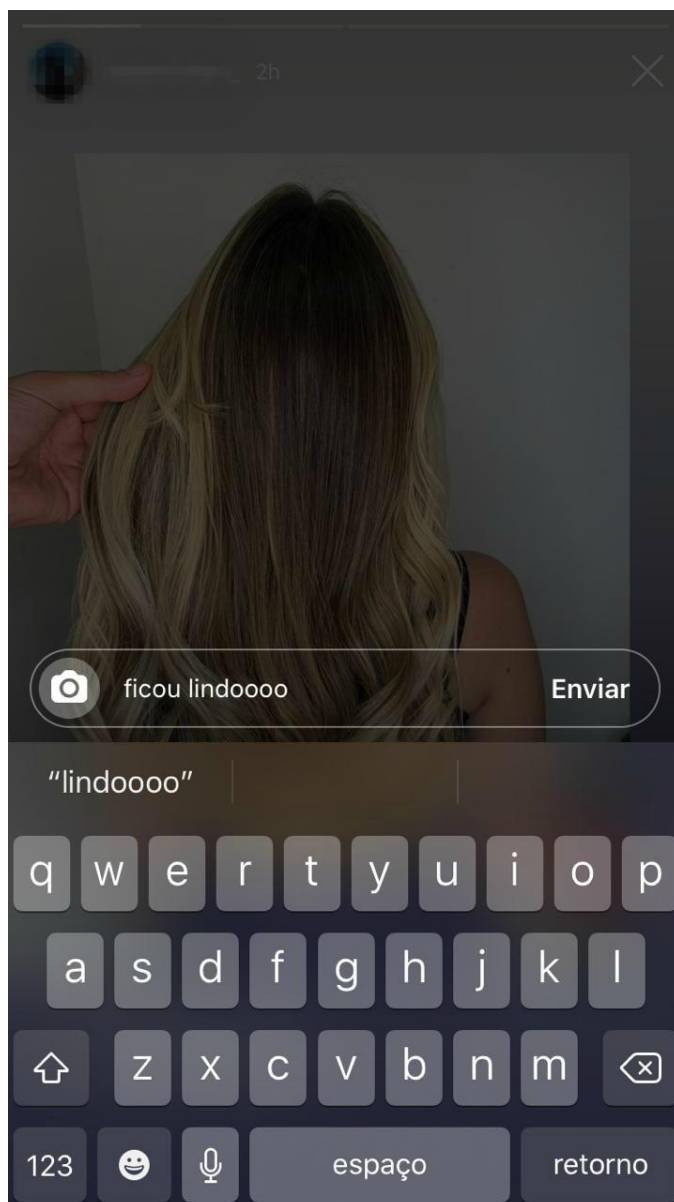 2h
ficou lindoooo
Enviar
“lindoooo”
q w e r t y u i o p
a s d f g h j k l
z x c v b n m
123
espaço
retorno